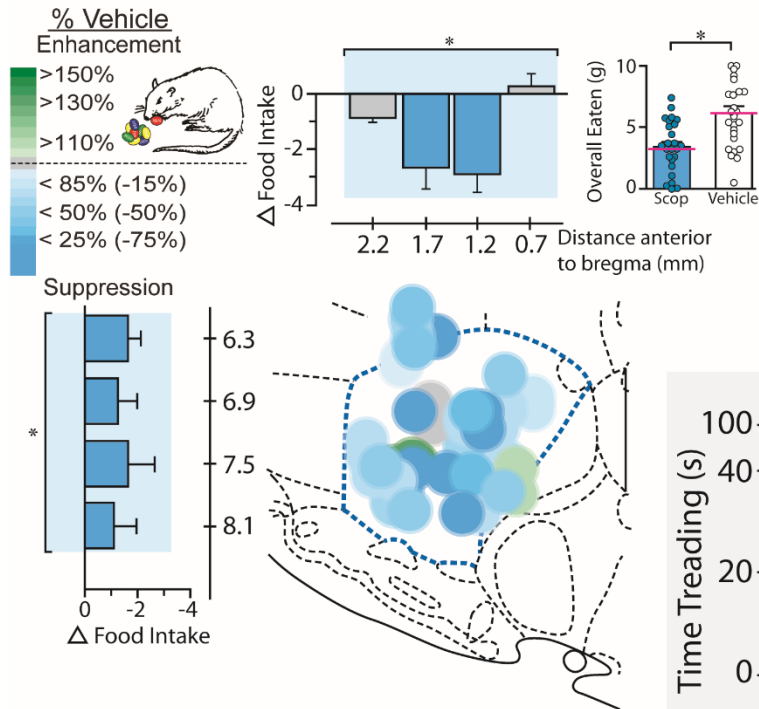 % Vehicle
Enhancement
>150%
>130%
>110%
< 85% (-15%)
< 50% (-50%)
< 25% (-75%)
Suppression
*
Δ Food Intake
0
-2
-4
2.2
1.7
1.2
0.7
Distance anterior
to bregma (mm)
*
Overall Eaten (g)
10
5
0
Scop
Vehicle
*
6.3
6.9
7.5
8.1
0
-2
-4
Δ Food Intake
Time Treading (s)
100
40
20
0